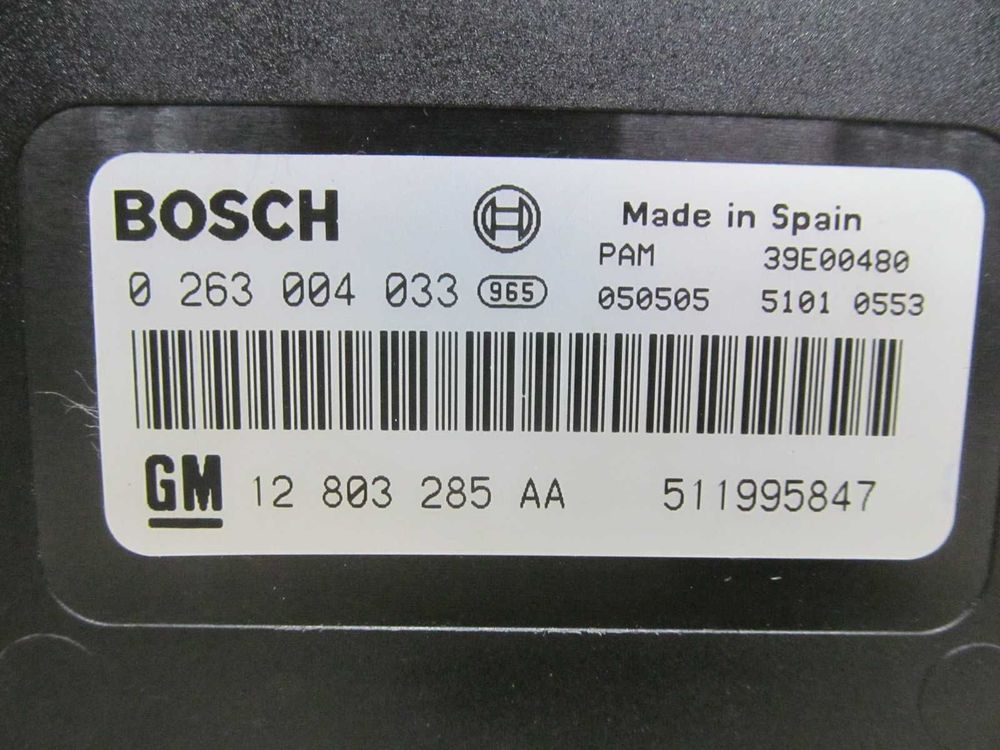 BOSCH Made in Spain
PAM 39E00480
0 263 004 033 965 050505 5101 0553
GM 12 803 285 AA 511995847